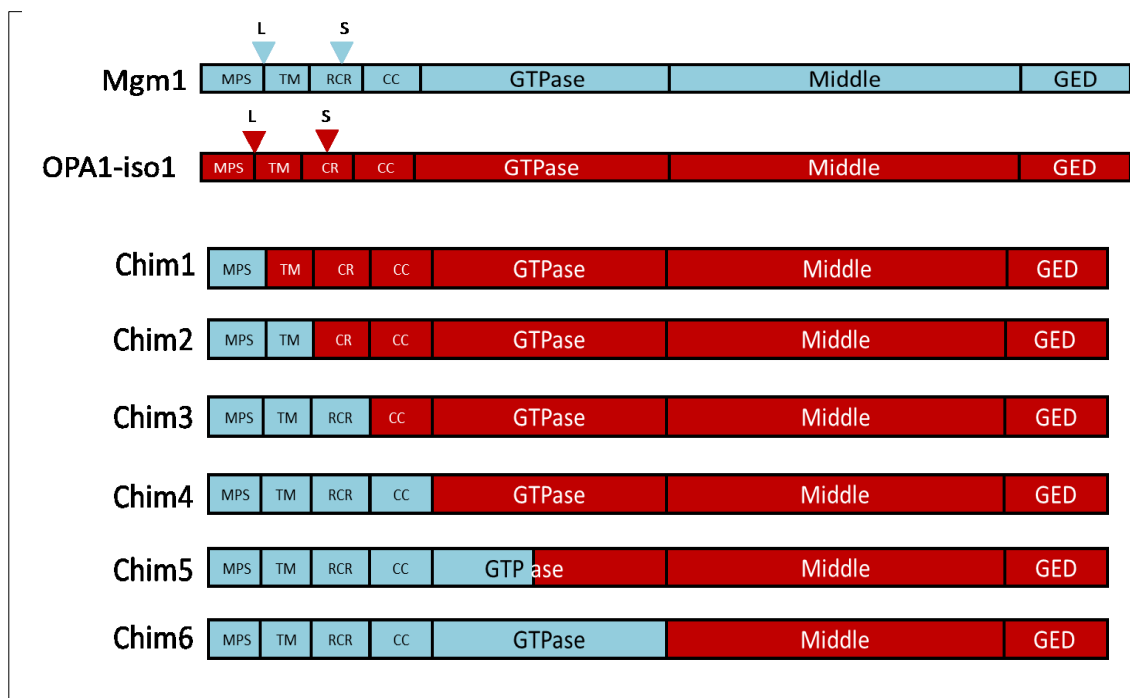 L S
Mgm1 MPS TM RCR CC GTPase Middle GED
L S
OPA1-iso1 MPS TM CR CC GTPase Middle GED
Chim1 MPS TM CR CC GTPase Middle GED
Chim2 MPS TM CR CC GTPase Middle GED
Chim3 MPS TM RCR CC GTPase Middle GED
Chim4 MPS TM RCR CC GTPase Middle GED
Chim5 MPS TM RCR CC GTPase Middle GED
Chim6 MPS TM RCR CC GTPase Middle GED